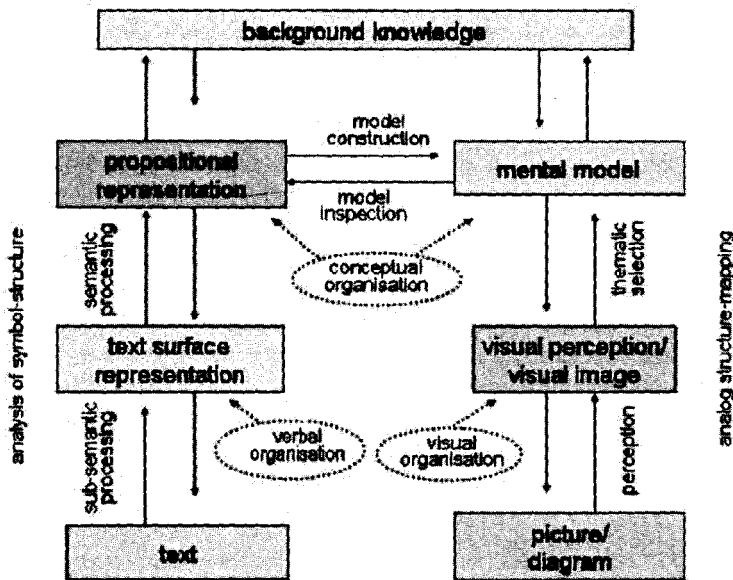 background knowledge
model
construction
propositional
representation
mental model
model
inspection
analysis of symbol-structure
semantic
processing
conceptual
organisation
thematic
selection
analog structure-mapping
text surface
representation
visual perception/
visual image
sub-semantic
processing
verbal
organisation
visual
organisation
perception
text
picture/
diagram